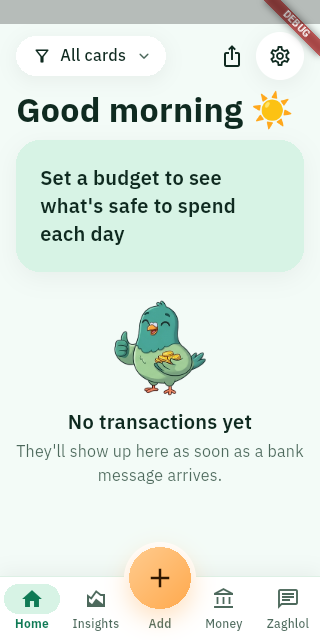 DEBUG
All cards
Good morning
Set a budget to see
what's safe to spend
each day
No transactions yet
They'll show up here as soon as a bank
message arrives.
Home Insights Add Money Zaghlol